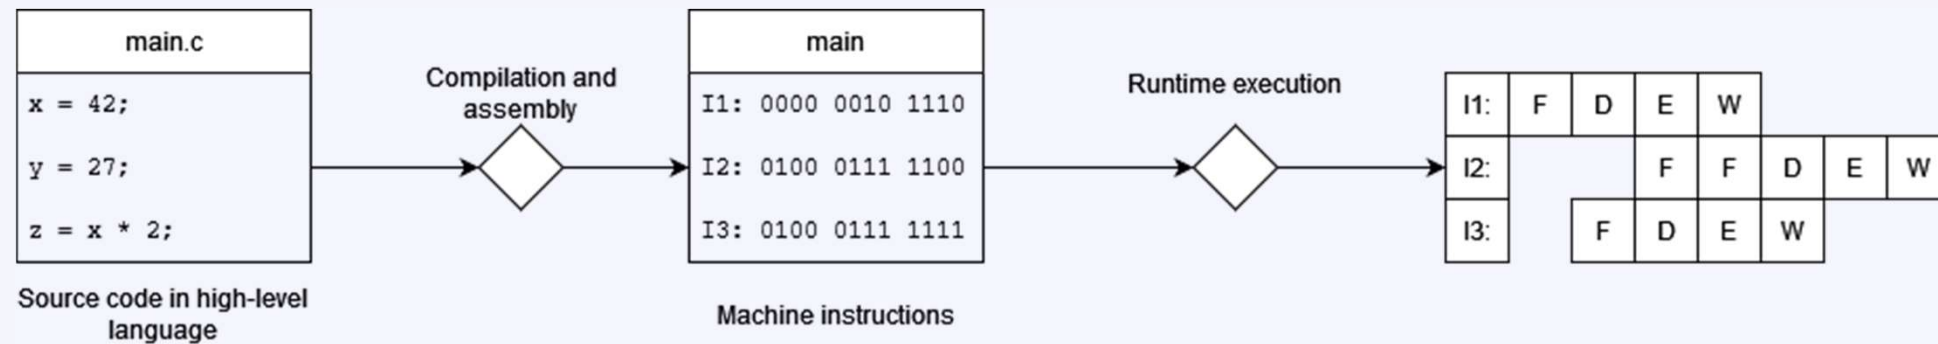 main.c
x = 42;
y = 27;
z = x * 2;
Source code in high-level
language
Compilation and
assembly
main
I1: 0000 0010 1110
I2: 0100 0111 1100
I3: 0100 0111 1111
Machine instructions
Runtime execution
I1: F D E W
I2: F F D E W
I3: F D E W